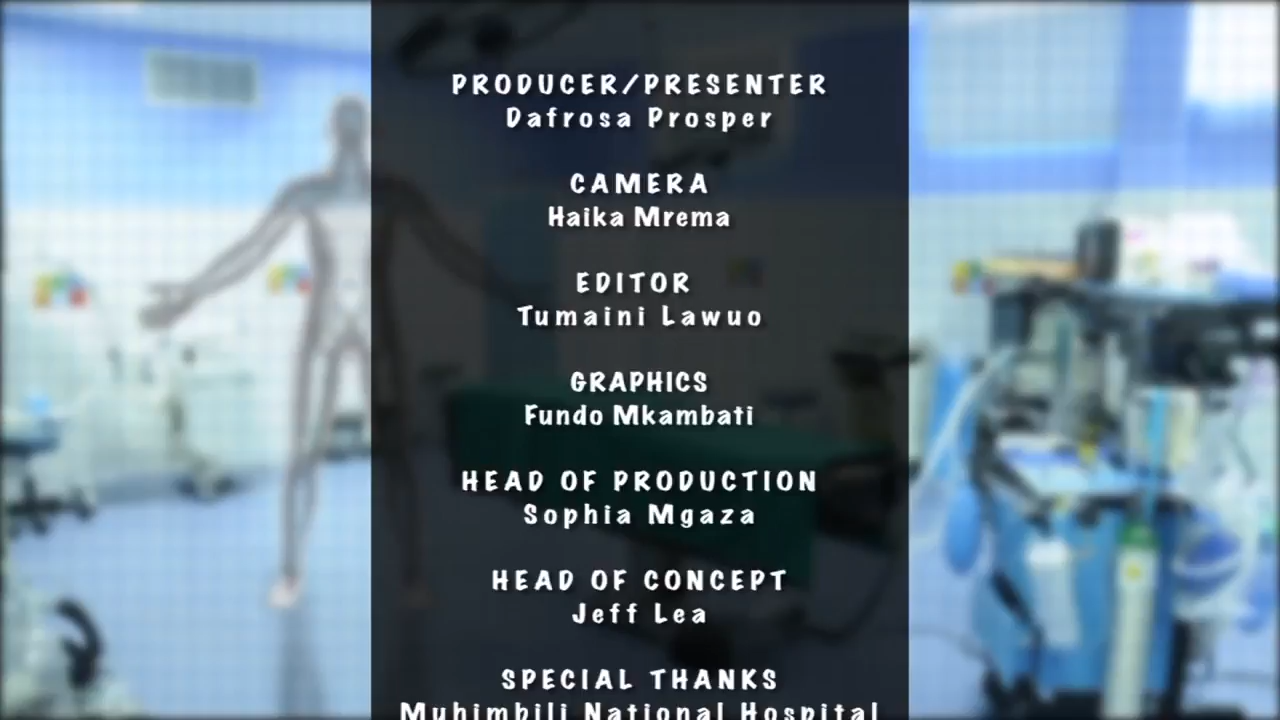 PRODUCER/PRESENTER
Dafrosa Prosper
CAMERA
Haika Mrema
EDITOR
Tumaini Lawuo
GRAPHICS
Fundo Mkambati
HEAD OF PRODUCTION
Sophia Mgaza
HEAD OF CONCEPT
Jeff Lea
SPECIAL THANKS
Muhimbili National Hospital